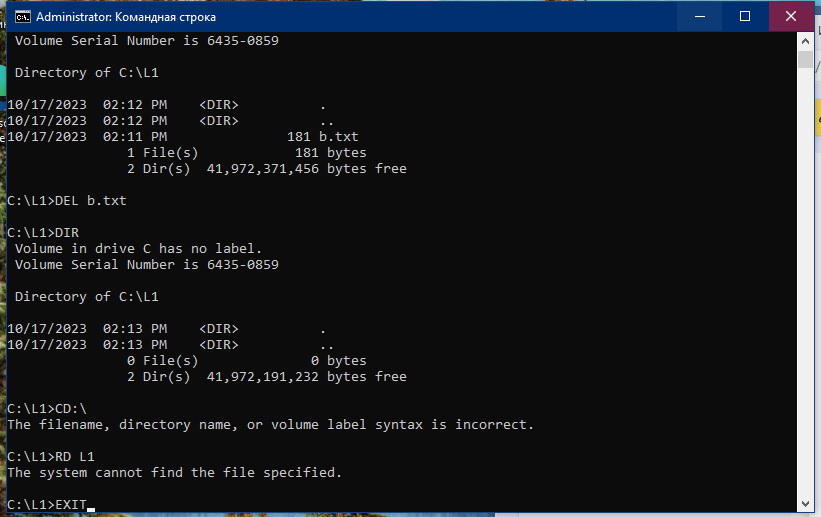 Administrator: Командная строка
Volume Serial Number is 6435-0859
Directory of C:\L1
10/17/2023  02:12 PM    <DIR>          .
10/17/2023  02:12 PM    <DIR>          ..
10/17/2023  02:11 PM               181 b.txt
               1 File(s)            181 bytes
               2 Dir(s)  41,972,371,456 bytes free
C:\L1>DEL b.txt
C:\L1>DIR
 Volume in drive C has no label.
 Volume Serial Number is 6435-0859
 Directory of C:\L1
10/17/2023  02:13 PM    <DIR>          .
10/17/2023  02:13 PM    <DIR>          ..
               0 File(s)              0 bytes
               2 Dir(s)  41,972,191,232 bytes free
C:\L1>CD:\
The filename, directory name, or volume label syntax is incorrect.
C:\L1>RD L1
The system cannot find the file specified.
C:\L1>EXIT